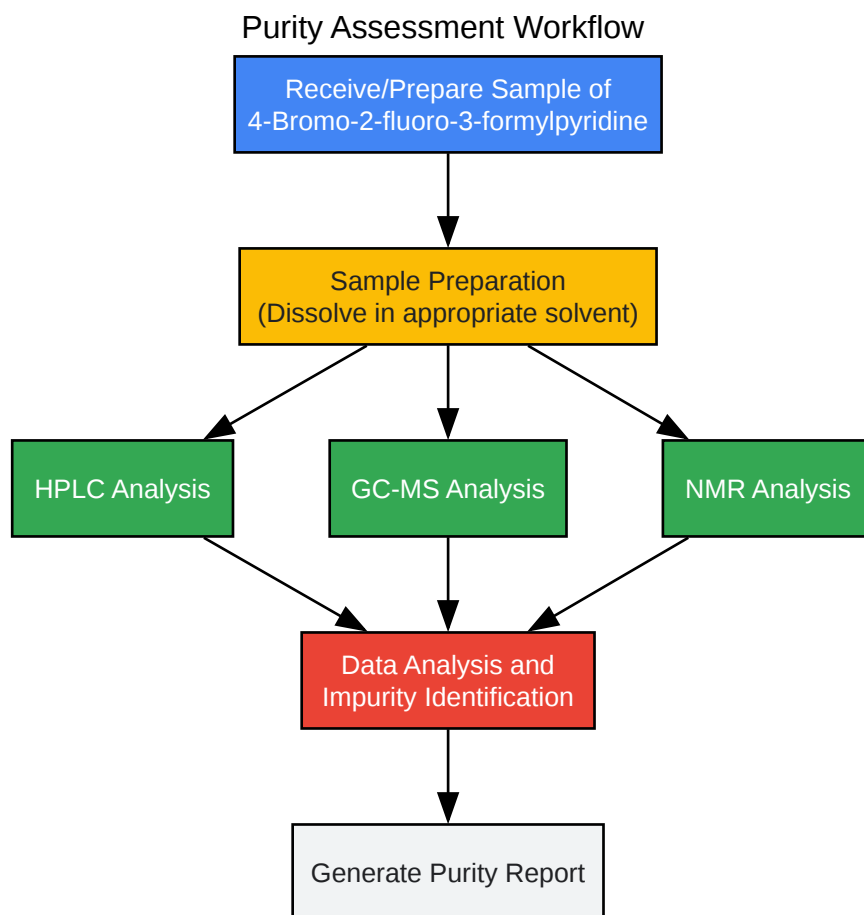 Purity Assessment Workflow
Receive/Prepare Sample of
4-Bromo-2-fluoro-3-formylpyridine
Sample Preparation
(Dissolve in appropriate solvent)
HPLC Analysis
GC-MS Analysis
NMR Analysis
Data Analysis and
Impurity Identification
Generate Purity Report